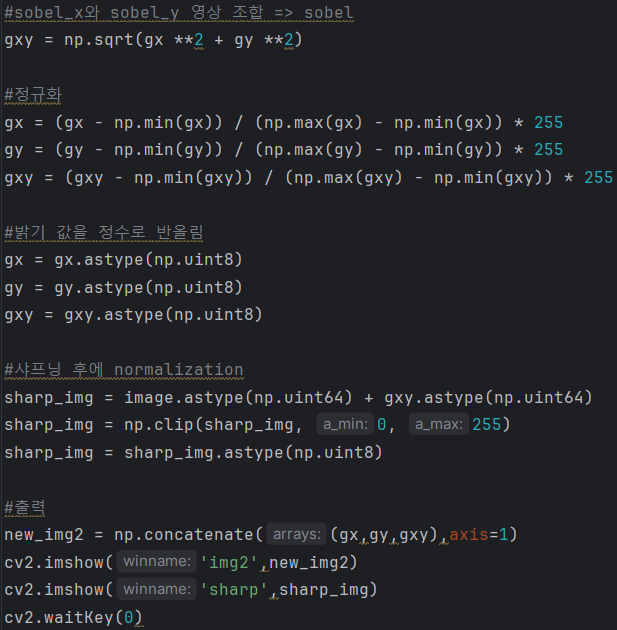 #sobel_x와 sobel_y 영상 조합 => sobel
gxy = np.sqrt(gx **2 + gy **2)
#정규화
gx = (gx - np.min(gx)) / (np.max(gx) - np.min(gx)) * 255
gy = (gy - np.min(gy)) / (np.max(gy) - np.min(gy)) * 255
gxy = (gxy - np.min(gxy)) / (np.max(gxy) - np.min(gxy)) * 255
#밝기 값을 정수로 반올림
gx = gx.astype(np.uint8)
gy = gy.astype(np.uint8)
gxy = gxy.astype(np.uint8)
#샤프닝 후에 normalization
sharp_img = image.astype(np.uint64) + gxy.astype(np.uint64)
sharp_img = np.clip(sharp_img, a_min: 0, a_max: 255)
sharp_img = sharp_img.astype(np.uint8)
#출력
new_img2 = np.concatenate( arrays: (gx,gy,gxy),axis=1)
cv2.imshow( winname: 'img2',new_img2)
cv2.imshow( winname: 'sharp',sharp_img)
cv2.waitKey(0)